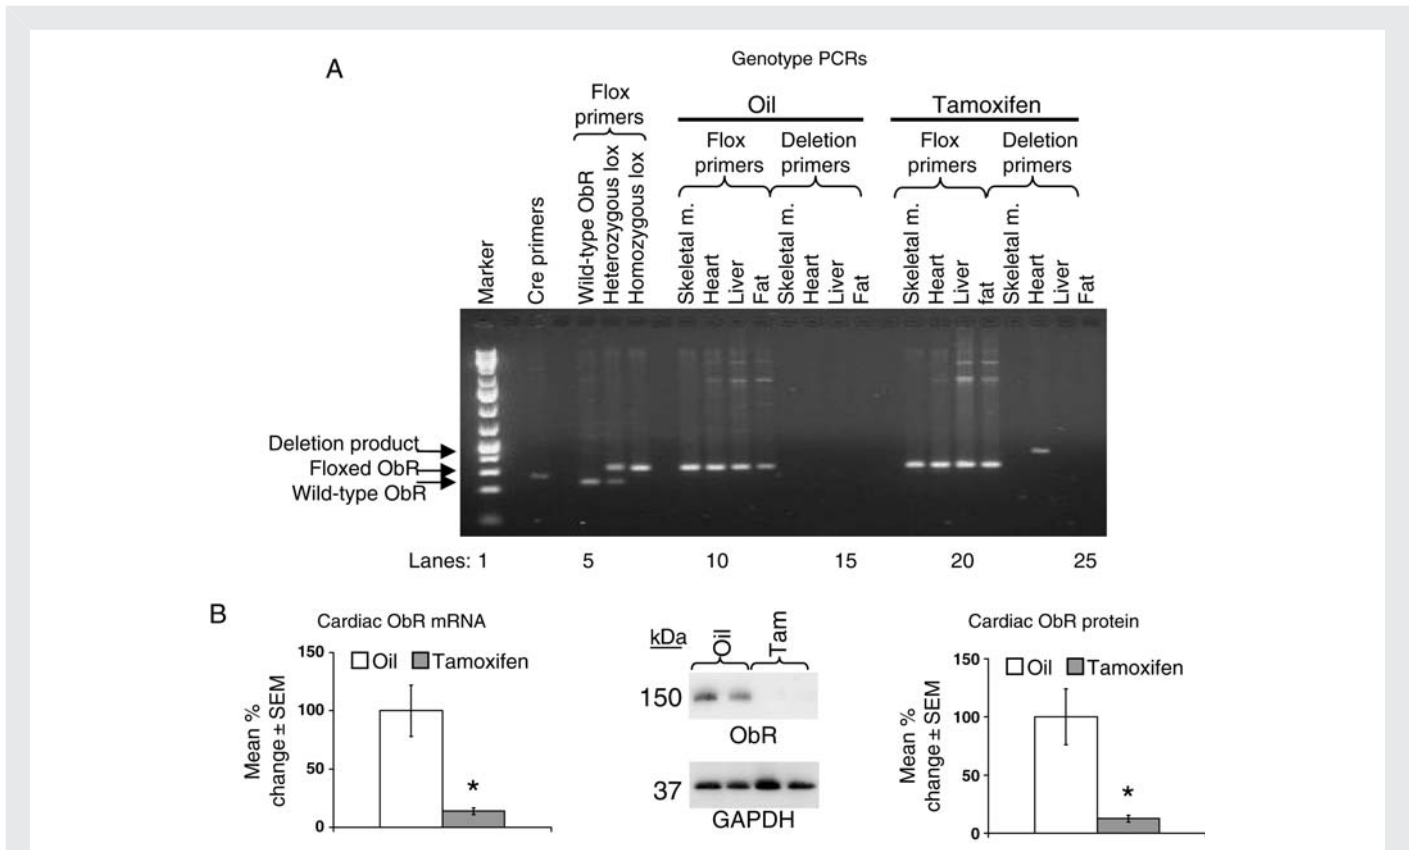 A
Genotype PCRs
Flox
primers
Oil
Tamoxifen
Flox
primers
Deletion
primers
Flox
primers
Deletion
primers
Marker
Cre primers
Wild-type ObR
Heterozygous lox
Homozygous lox
Skeletal m.
Heart
Liver
Fat
Skeletal m.
Heart
Liver
Fat
Skeletal m.
Heart
Liver
fat
Skeletal m.
Heart
Liver
Fat
Deletion product
Floxed ObR
Wild-type ObR
Lanes: 1 5 10 15 20 25
B
Cardiac ObR mRNA
Mean %
change ± SEM
150
100
50
0
Oil Tamoxifen
*
kDa
Oil
Tam
150
ObR
37
GAPDH
Cardiac ObR protein
Mean %
change ± SEM
150
100
50
0
Oil Tamoxifen
*